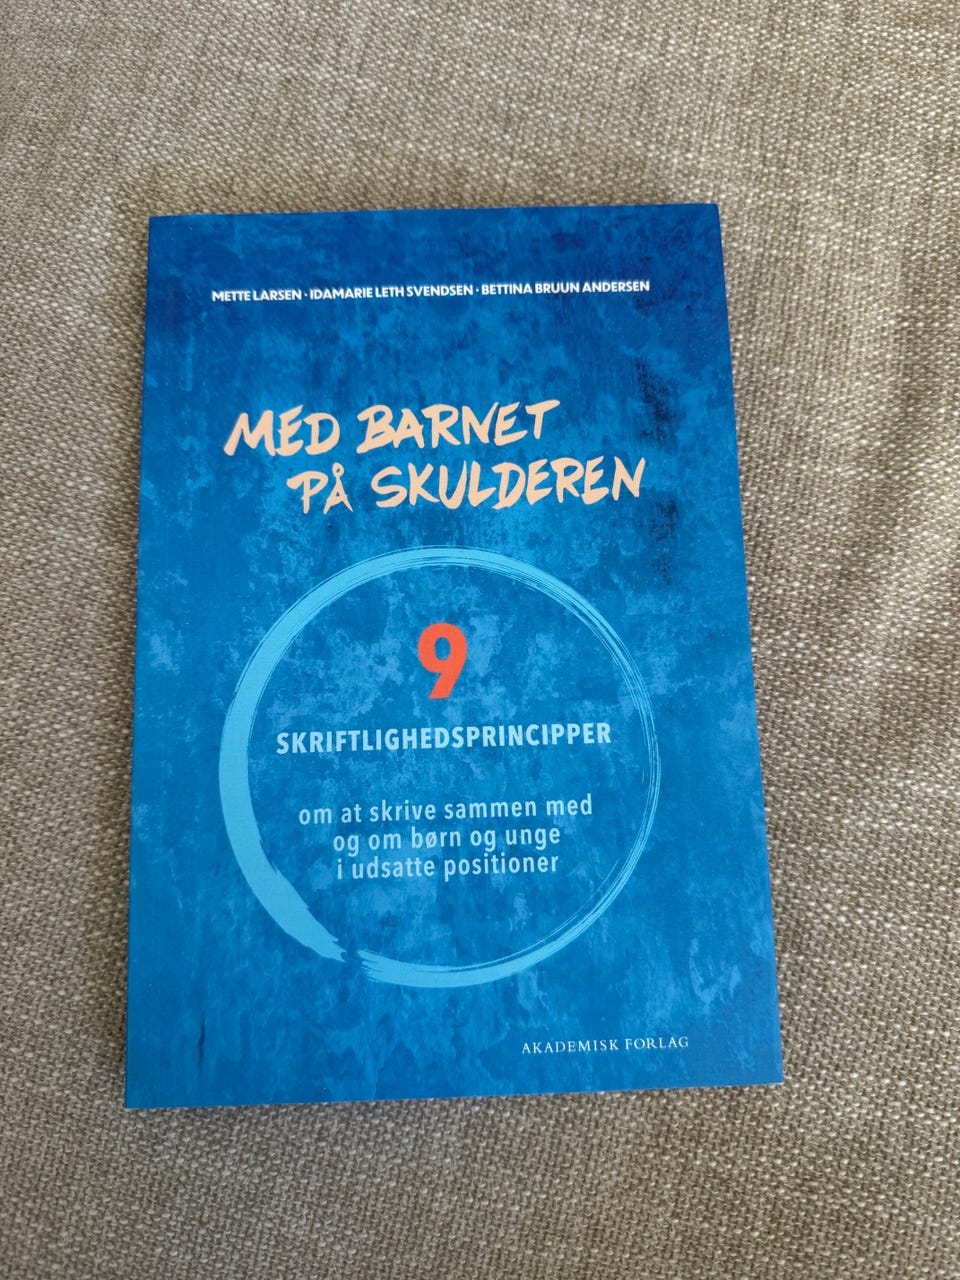 METTE LARSEN · IDAMARIE LETH SVENDSEN · BETTINA BRUUN ANDERSEN
MED BARNET
PÅ SKULDEREN
9
SKRIFTLIGHEDSPRINCIPPER
om at skrive sammen med
og om børn og unge
i udsatte positioner
AKADEMISK FORLAG